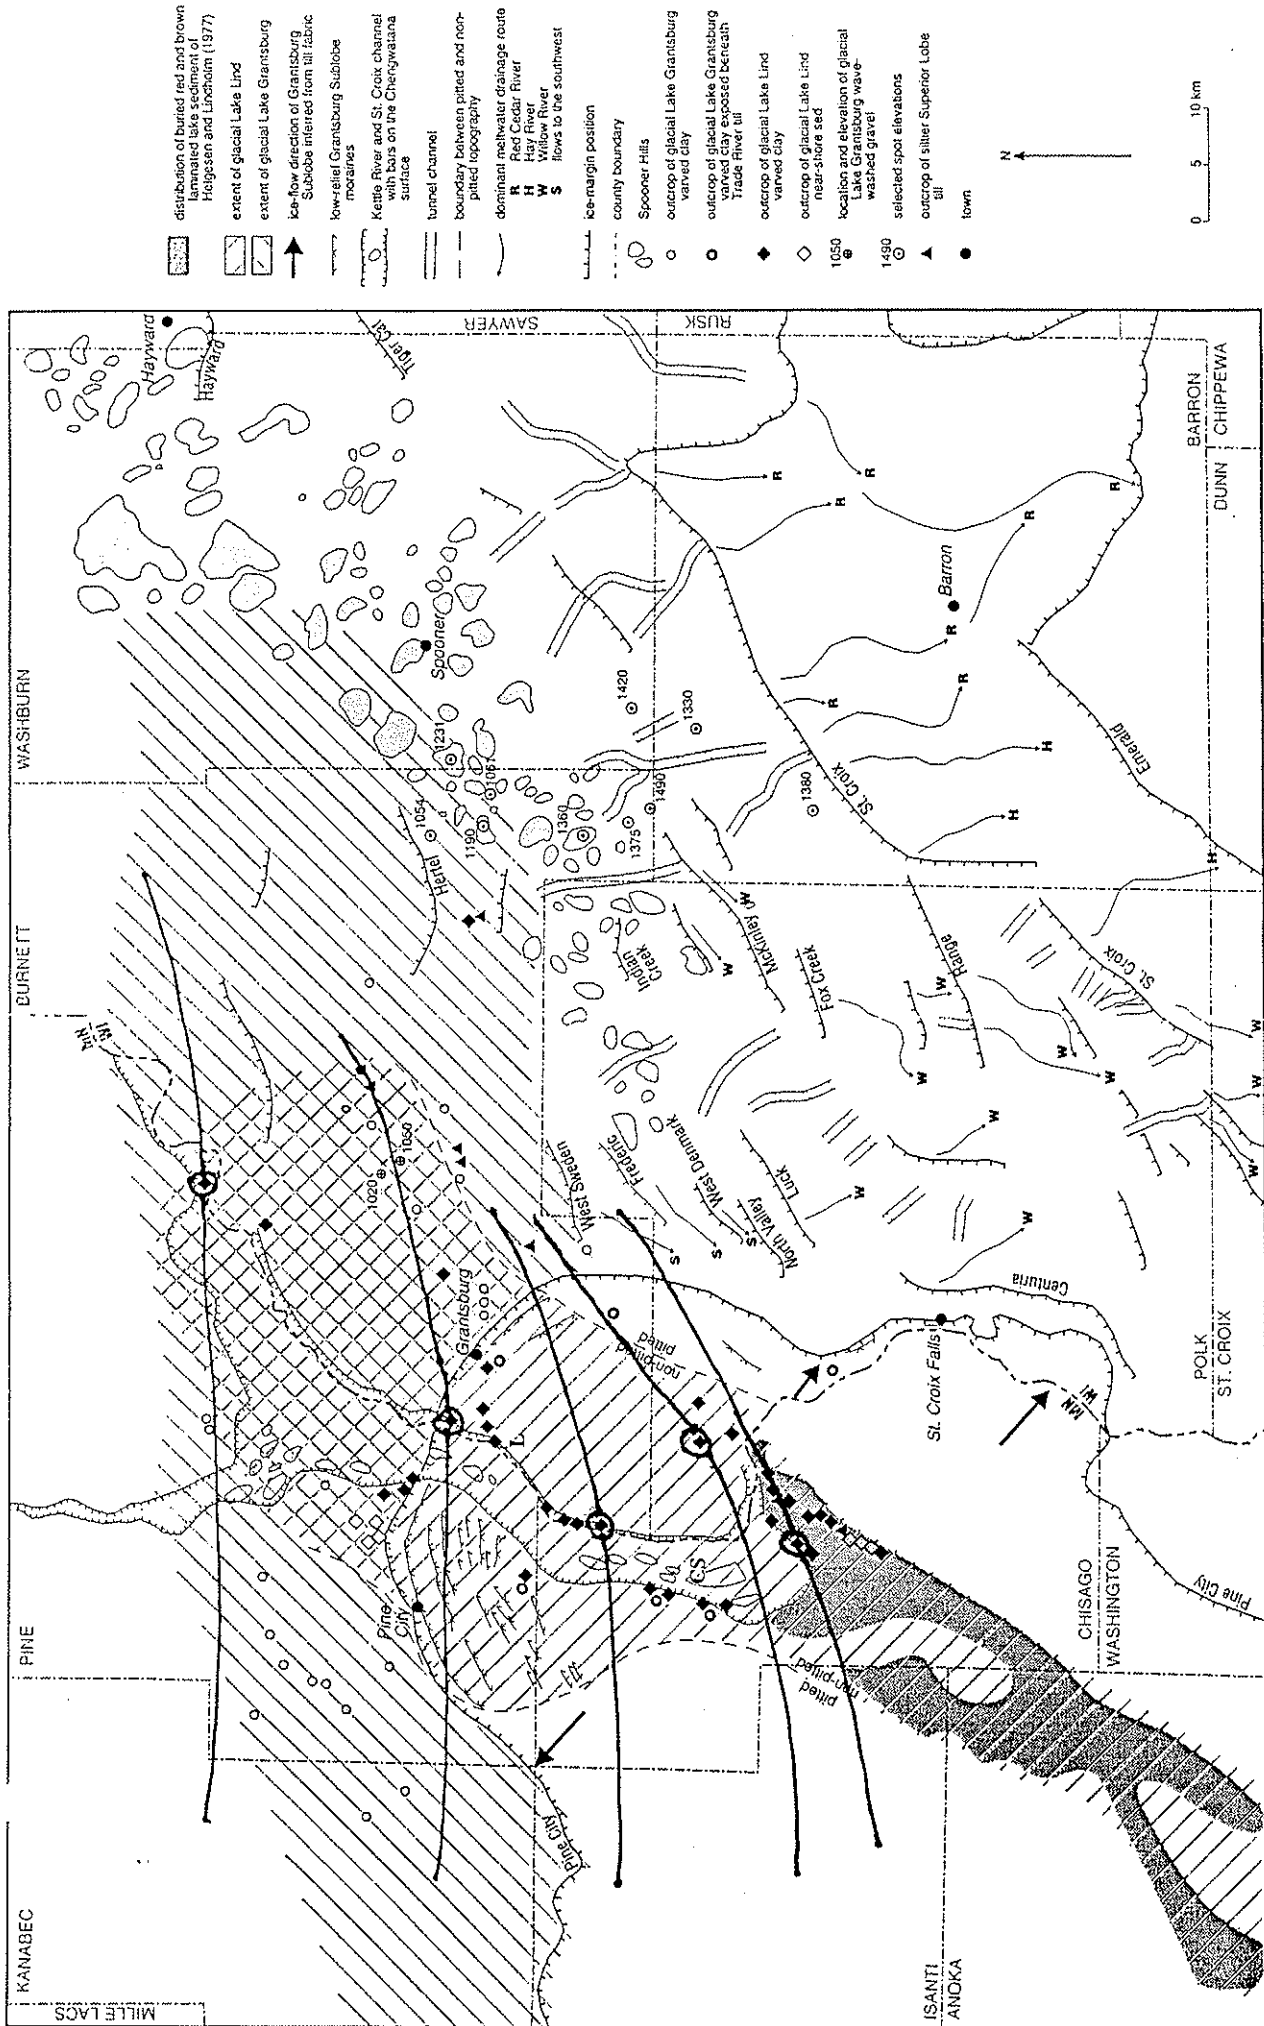 KANABEC
PINE
BURNETT
WASHBURN
MILLE LACS
MN
WI
Hayward
Hayward
Tiger Cat
SAWYER
RUSK
Spooner
1231
1061
1054
1190
Hertel
1360
1375
1490
1420
1330
1380
1020
1050
Grantsburg
Pine
City
Pine City
West Sweden
Frederic
West Denmark
North Valley
Luck
Indian
Creek
McKinley
Fox Creek
Range
St. Croix
St. Croix
Emerald
Barron
BARRON
CHIPPEWA
DUNN
pitted
non-pitted
pitted
non-pitted
L
CS
A
St. Croix Falls
Centuria
MN
WI
POLK
ST. CROIX
CHISAGO
WASHINGTON
Pine City
ISANTI
ANOKA
R
R
R
R
R
R
R
R
R
H
H
H
W
W
W
W
W
W
W
W
W
W
W
W
W
S
S
S
distribution of buried red and brown
laminated lake sediment of
Helgesen and Lindholm (1977)
extent of glacial Lake Lind
extent of glacial Lake Grantsburg
ice-flow direction of Grantsburg
Sublobe inferred from till fabric
low-relief Grantsburg Sublobe
moraines
Kettle River and St. Croix channel
with bars on the Chengwatana
surface
tunnel channel
boundary between pitted and non-
pitted topography
dominant meltwater drainage route
R Red Cedar River
H Hay River
W Willow River
S flows to the southwest
ice-margin position
county boundary
Spooner Hills
outcrop of glacial Lake Grantsburg
varved clay
outcrop of glacial Lake Grantsburg
varved clay exposed beneath
Trade River till
outcrop of glacial Lake Lind
varved clay
outcrop of glacial Lake Lind
near-shore sed
1050 location and elevation of glacial
Lake Grantsburg wave-
washed gravel
1490 selected spot elevations
outcrop of siltier Superior Lobe
till
town
N
0 5 10 km